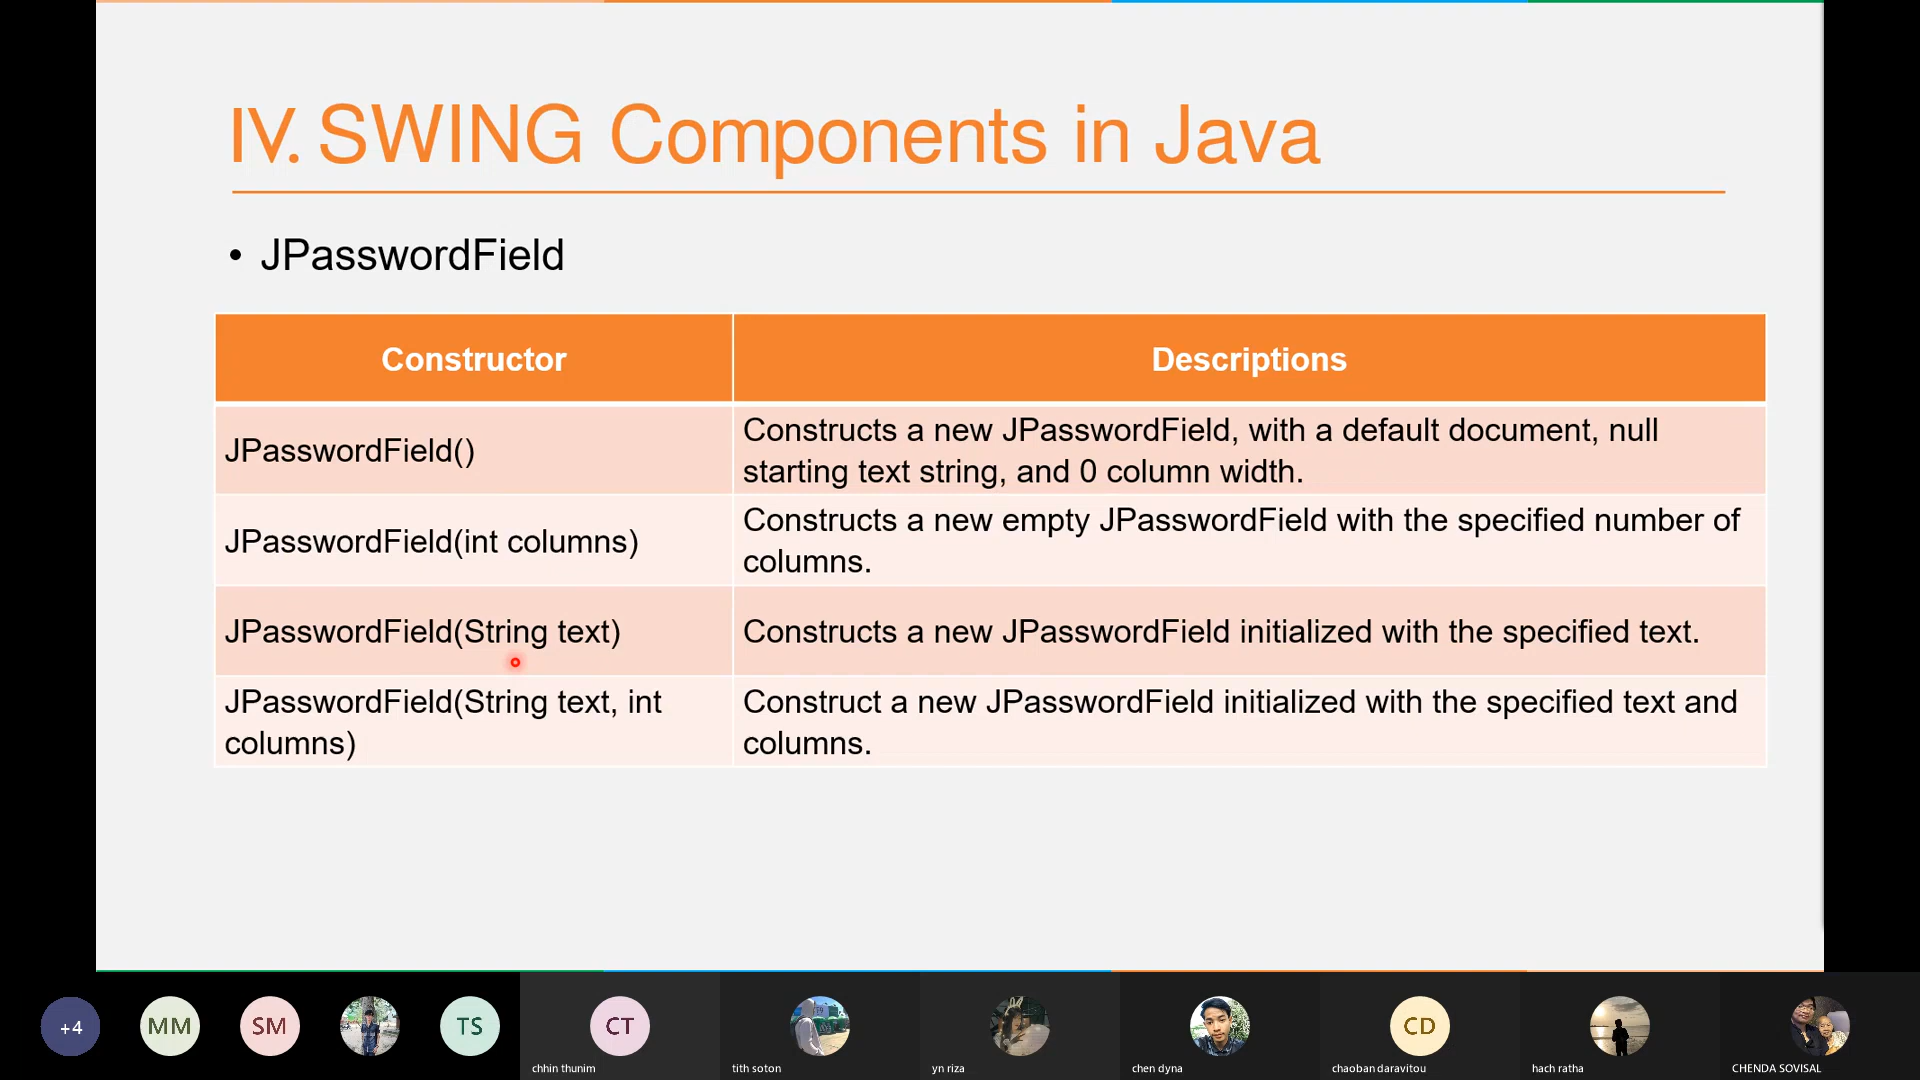 IV. SWING Components in Java
• JPasswordField
Constructor
Descriptions
JPasswordField()
Constructs a new JPasswordField, with a default document, null
starting text string, and 0 column width.
JPasswordField(int columns)
Constructs a new empty JPasswordField with the specified number of
columns.
JPasswordField(String text)
Constructs a new JPasswordField initialized with the specified text.
JPasswordField(String text, int
columns)
Construct a new JPasswordField initialized with the specified text and
columns.
+4
MM
SM
TS
CT
CD
chhin thunim
tith soton
yn riza
chen dyna
chaoban daravitou
hach ratha
CHENDA SOVISAL